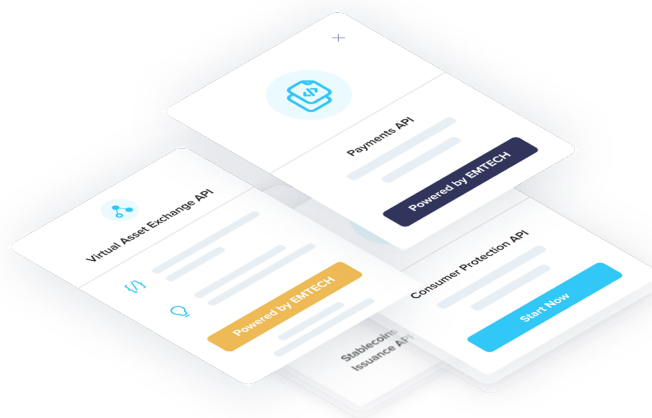 Payments API
Powered by EMTECH
Virtual Asset Exchange API
Powered by EMTECH
Consumer Protection API
Start Now
Stablecoins
Issuance API